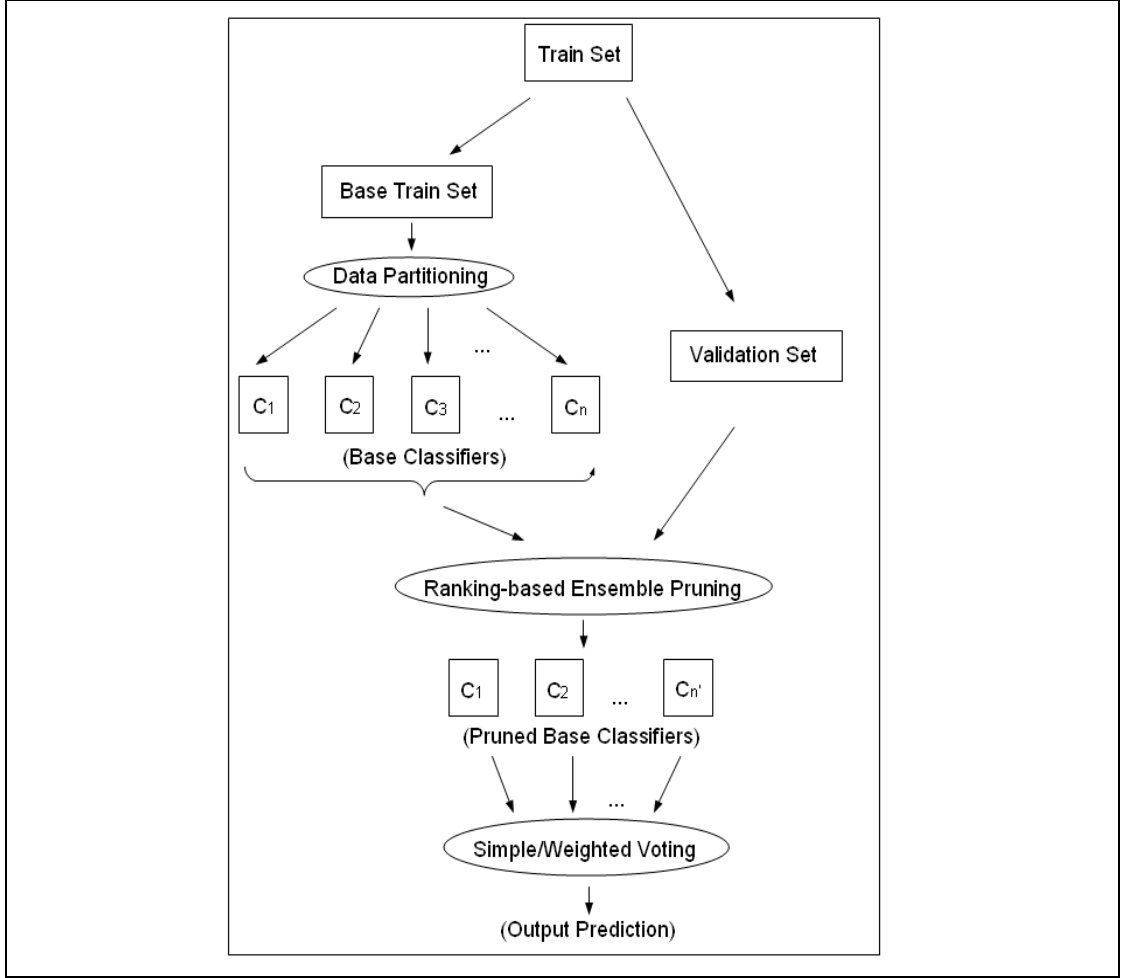 Train Set
Base Train Set
Data Partitioning
...
Validation Set
C1 C2 C3 ... Cn
(Base Classifiers)
Ranking-based Ensemble Pruning
C1 C2 ... Cn'
(Pruned Base Classifiers)
...
Simple/Weighted Voting
(Output Prediction)